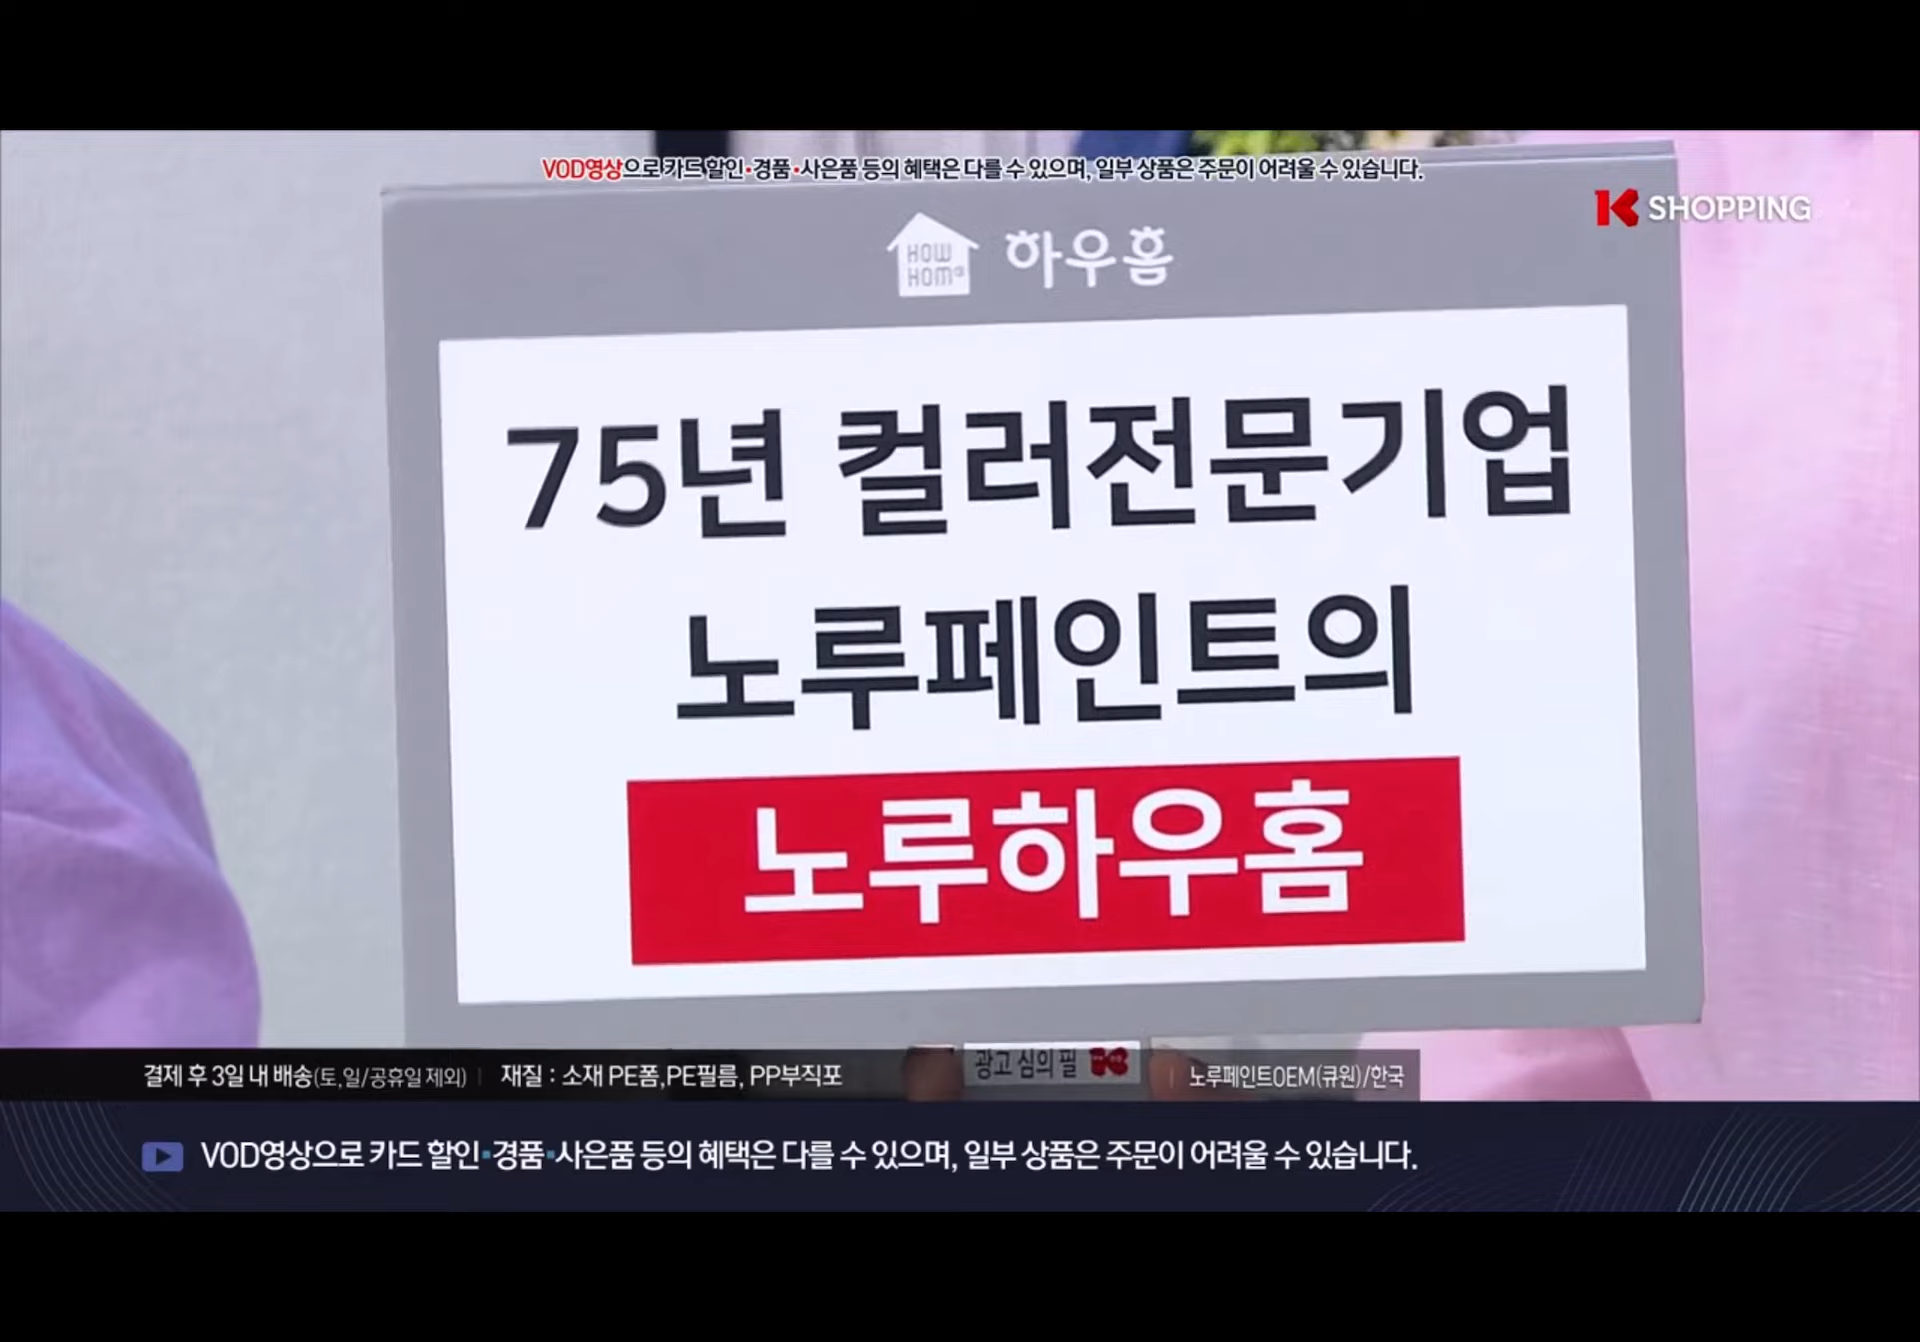 VOD영상으로 카드 할인•경품•사은품 등의 혜택은 다를 수 있으며, 일부 상품은 주문이 어려울 수 있습니다.
K SHOPPING
HOW HOMe 하우홈
75년 컬러전문기업
노루페인트의
노루하우홈
광고심의필 K
결제 후 3일 내 배송(토,일/공휴일 제외) 재질 : 소재 PE폼,PE필름, PP부직포 노루페인트OEM(큐원)/한국
VOD영상으로 카드 할인•경품•사은품 등의 혜택은 다를 수 있으며, 일부 상품은 주문이 어려울 수 있습니다.